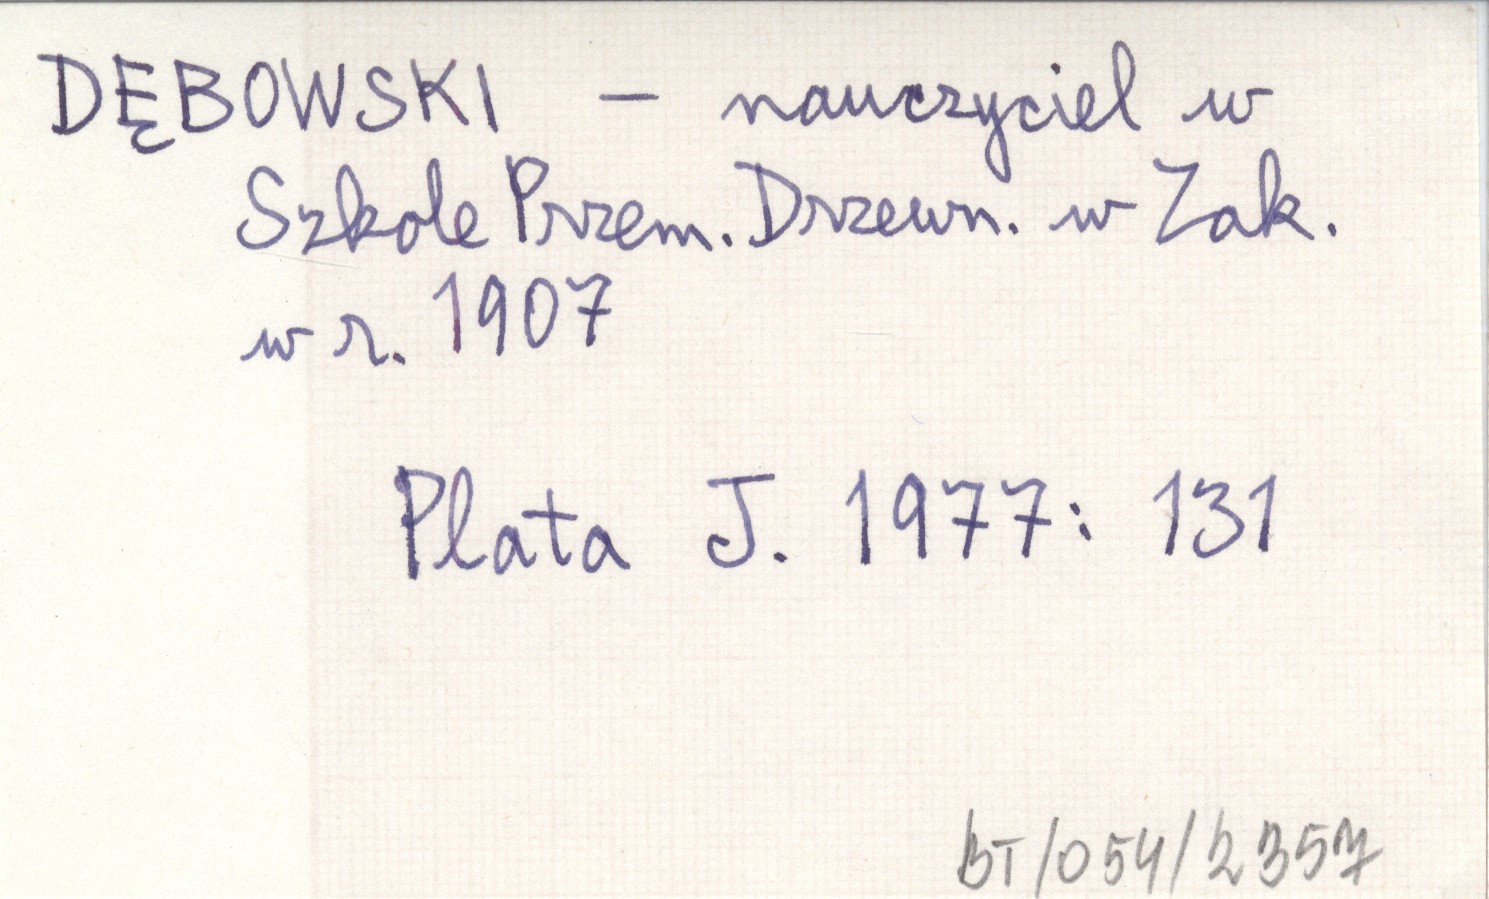 DĘBOWSKI – nauczyciel w
Szkole Przem. Drzewn. w Zak.
w r. 1907
Plata J. 1977: 131
BT/054/2357